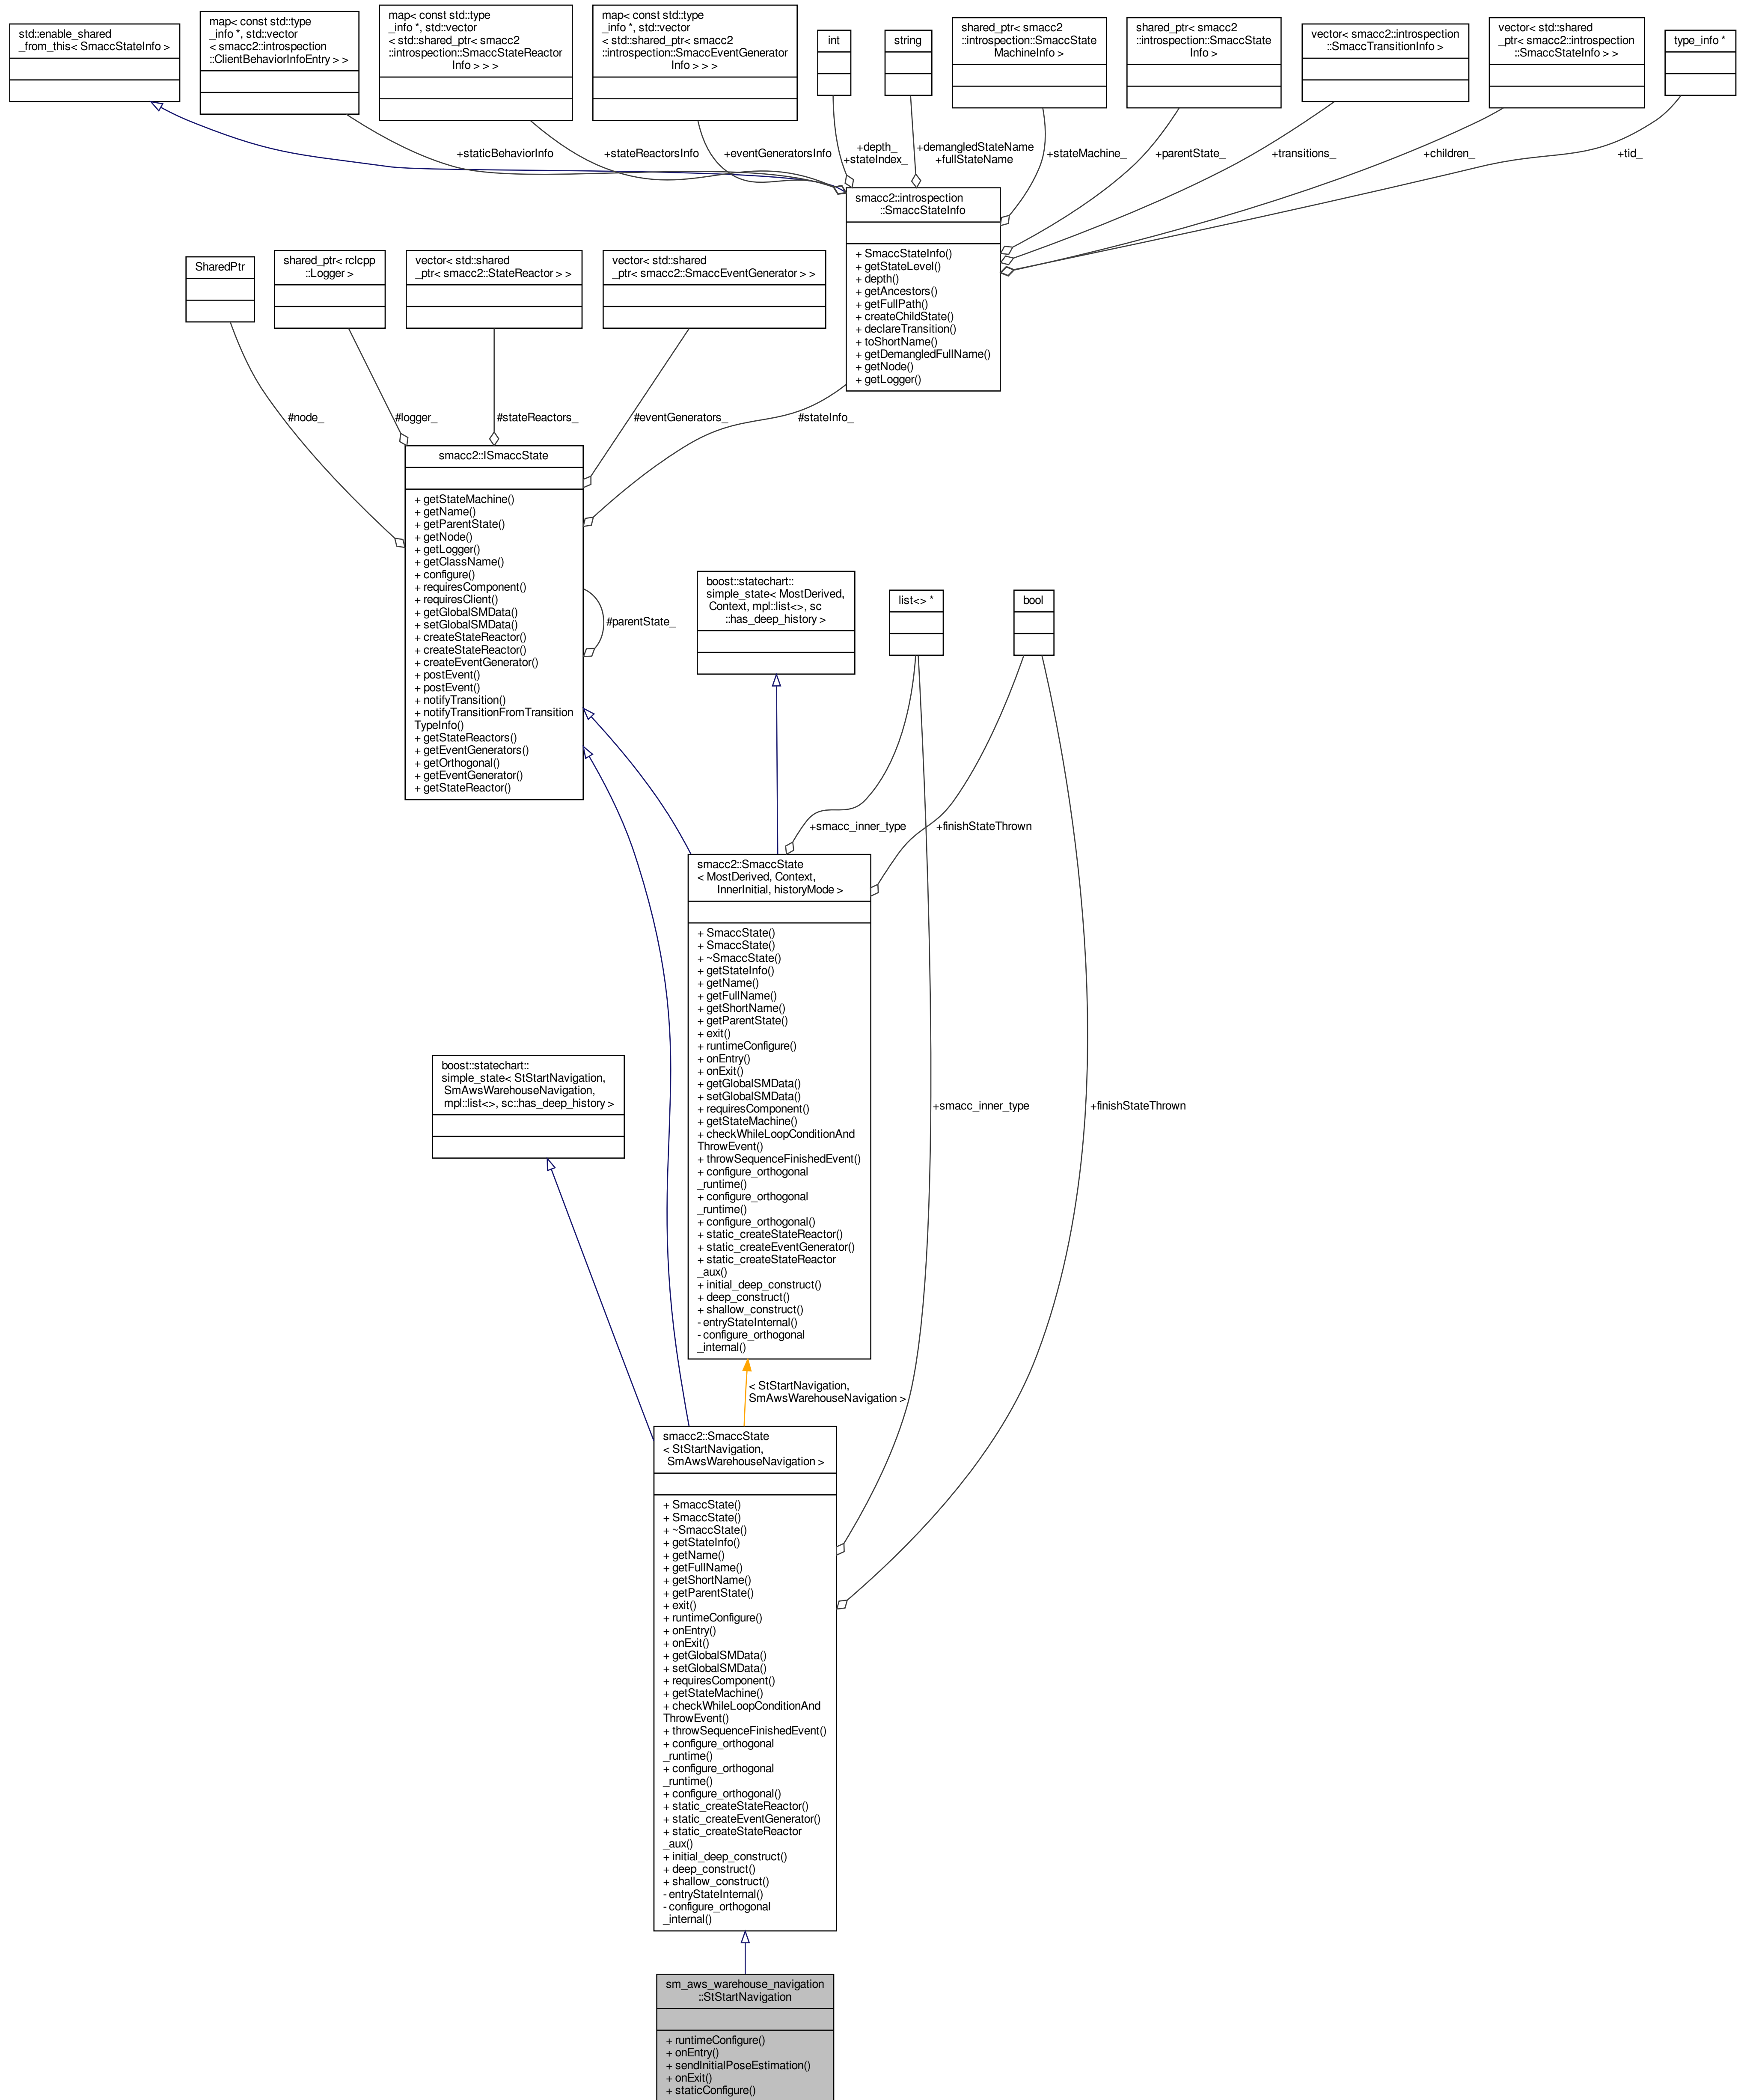 std::enable_shared
_from_this< SmaccStateInfo >
map< const std::type
_info *, std::vector
< smacc2::introspection
::ClientBehaviorInfoEntry > >
map< const std::type
_info *, std::vector
< std::shared_ptr< smacc2
::introspection::SmaccStateReactor
Info > > >
map< const std::type
_info *, std::vector
< std::shared_ptr< smacc2
::introspection::SmaccEventGenerator
Info > > >
int
string
shared_ptr< smacc2
::introspection::SmaccState
MachineInfo >
shared_ptr< smacc2
::introspection::SmaccState
Info >
vector< smacc2::introspection
::SmaccTransitionInfo >
vector< std::shared
_ptr< smacc2::introspection
::SmaccStateInfo > >
type_info *
+staticBehaviorInfo
+stateReactorsInfo
+eventGeneratorsInfo
+depth_
+stateIndex_
+demangledStateName
+fullStateName
+stateMachine_
+parentState_
+transitions_
+children_
+tid_
smacc2::introspection
::SmaccStateInfo
+ SmaccStateInfo()
+ getStateLevel()
+ depth()
+ getAncestors()
+ getFullPath()
+ createChildState()
+ declareTransition()
+ toShortName()
+ getDemangledFullName()
+ getNode()
+ getLogger()
SharedPtr
shared_ptr< rclcpp
::Logger >
vector< std::shared
_ptr< smacc2::StateReactor > >
vector< std::shared
_ptr< smacc2::SmaccEventGenerator > >
#node_
#logger_
#stateReactors_
#eventGenerators_
#stateInfo_
smacc2::ISmaccState
+ getStateMachine()
+ getName()
+ getParentState()
+ getNode()
+ getLogger()
+ getClassName()
+ configure()
+ requiresComponent()
+ requiresClient()
+ getGlobalSMData()
+ setGlobalSMData()
+ createStateReactor()
+ createStateReactor()
+ createEventGenerator()
+ postEvent()
+ postEvent()
+ notifyTransition()
+ notifyTransitionFromTransition
TypeInfo()
+ getStateReactors()
+ getEventGenerators()
+ getOrthogonal()
+ getEventGenerator()
+ getStateReactor()
#parentState_
boost::statechart::
simple_state< MostDerived,
Context, mpl::list<>, sc
::has_deep_history >
list<> *
bool
+smacc_inner_type
+finishStateThrown
smacc2::SmaccState
< MostDerived, Context,
InnerInitial, historyMode >
+ SmaccState()
+ SmaccState()
+ ~SmaccState()
+ getStateInfo()
+ getName()
+ getFullName()
+ getShortName()
+ getParentState()
+ exit()
+ runtimeConfigure()
+ onEntry()
+ onExit()
+ getGlobalSMData()
+ setGlobalSMData()
+ requiresComponent()
+ getStateMachine()
+ checkWhileLoopConditionAnd
ThrowEvent()
+ throwSequenceFinishedEvent()
+ configure_orthogonal
_runtime()
+ configure_orthogonal
_runtime()
+ configure_orthogonal()
+ static_createStateReactor()
+ static_createEventGenerator()
+ static_createStateReactor
_aux()
+ initial_deep_construct()
+ deep_construct()
+ shallow_construct()
- entryStateInternal()
- configure_orthogonal
_internal()
boost::statechart::
simple_state< StStartNavigation,
SmAwsWarehouseNavigation,
mpl::list<>, sc::has_deep_history >
+smacc_inner_type
+finishStateThrown
< StStartNavigation,
SmAwsWarehouseNavigation >
smacc2::SmaccState
< StStartNavigation,
SmAwsWarehouseNavigation >
+ SmaccState()
+ SmaccState()
+ ~SmaccState()
+ getStateInfo()
+ getName()
+ getFullName()
+ getShortName()
+ getParentState()
+ exit()
+ runtimeConfigure()
+ onEntry()
+ onExit()
+ getGlobalSMData()
+ setGlobalSMData()
+ requiresComponent()
+ getStateMachine()
+ checkWhileLoopConditionAnd
ThrowEvent()
+ throwSequenceFinishedEvent()
+ configure_orthogonal
_runtime()
+ configure_orthogonal
_runtime()
+ configure_orthogonal()
+ static_createStateReactor()
+ static_createEventGenerator()
+ static_createStateReactor
_aux()
+ initial_deep_construct()
+ deep_construct()
+ shallow_construct()
- entryStateInternal()
- configure_orthogonal
_internal()
sm_aws_warehouse_navigation
::StStartNavigation
+ runtimeConfigure()
+ onEntry()
+ sendInitialPoseEstimation()
+ onExit()
+ staticConfigure()